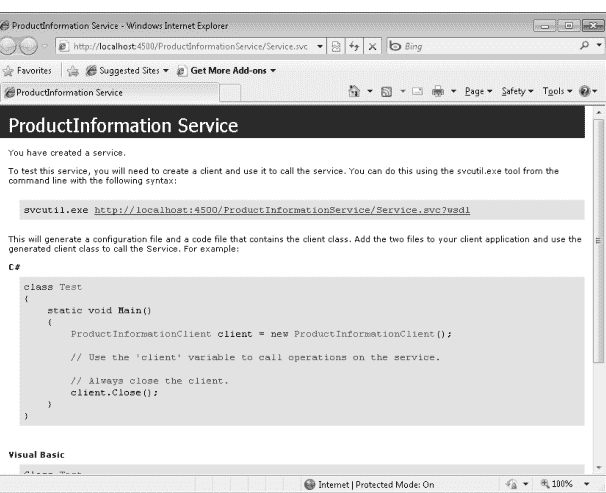 ProductInformation Service - Windows Internet Explorer
http://localhost:4500/ProductInformationService/Service.svc
Bing
Favorites Suggested Sites Get More Add-ons
ProductInformation Service Page Safety Tools
ProductInformation Service
You have created a service.
To test this service, you will need to create a client and use it to call the service. You can do this using the svcutil.exe tool from the
command line with the following syntax:
svcutil.exe http://localhost:4500/ProductInformationService/Service.svc?wsdl
This will generate a configuration file and a code file that contains the client class. Add the two files to your client application and use the
generated client class to call the Service. For example:
C#
class Test
{
static void Main()
{
ProductInformationClient client = new ProductInformationClient();
// Use the 'client' variable to call operations on the service.
// Always close the client.
client.Close();
}
}
Visual Basic
Class Test
Internet | Protected Mode: On 100%